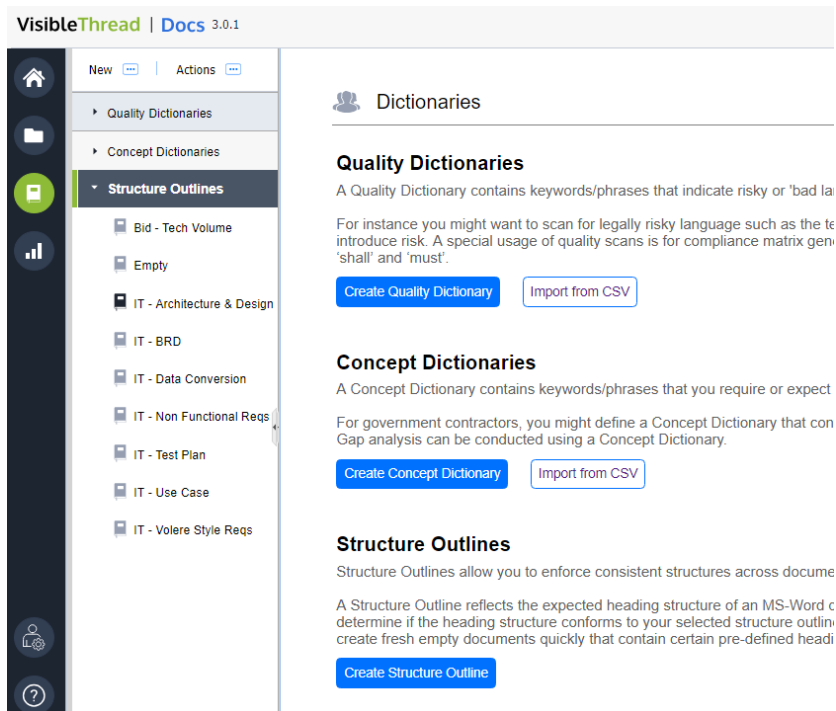 VisibleThread | Docs 3.0.1
New Actions
Quality Dictionaries
Concept Dictionaries
Structure Outlines
Bid - Tech Volume
Empty
IT - Architecture & Design
IT - BRD
IT - Data Conversion
IT - Non Functional Reqs
IT - Test Plan
IT - Use Case
IT - Volere Style Reqs
Dictionaries
Quality Dictionaries
A Quality Dictionary contains keywords/phrases that indicate risky or 'bad
For instance you might want to scan for legally risky language such as the
introduce risk. A special usage of quality scans is for compliance matrix
'shall' and 'must'.
Create Quality Dictionary Import from CSV
Concept Dictionaries
A Concept Dictionary contains keywords/phrases that you require or expect
For government contractors, you might define a Concept Dictionary that
Gap analysis can be conducted using a Concept Dictionary.
Create Concept Dictionary Import from CSV
Structure Outlines
Structure Outlines allow you to enforce consistent structures across
A Structure Outline reflects the expected heading structure of an MS-Word
determine if the heading structure conforms to your selected structure
create fresh empty documents quickly that contain certain pre-defined
Create Structure Outline
?